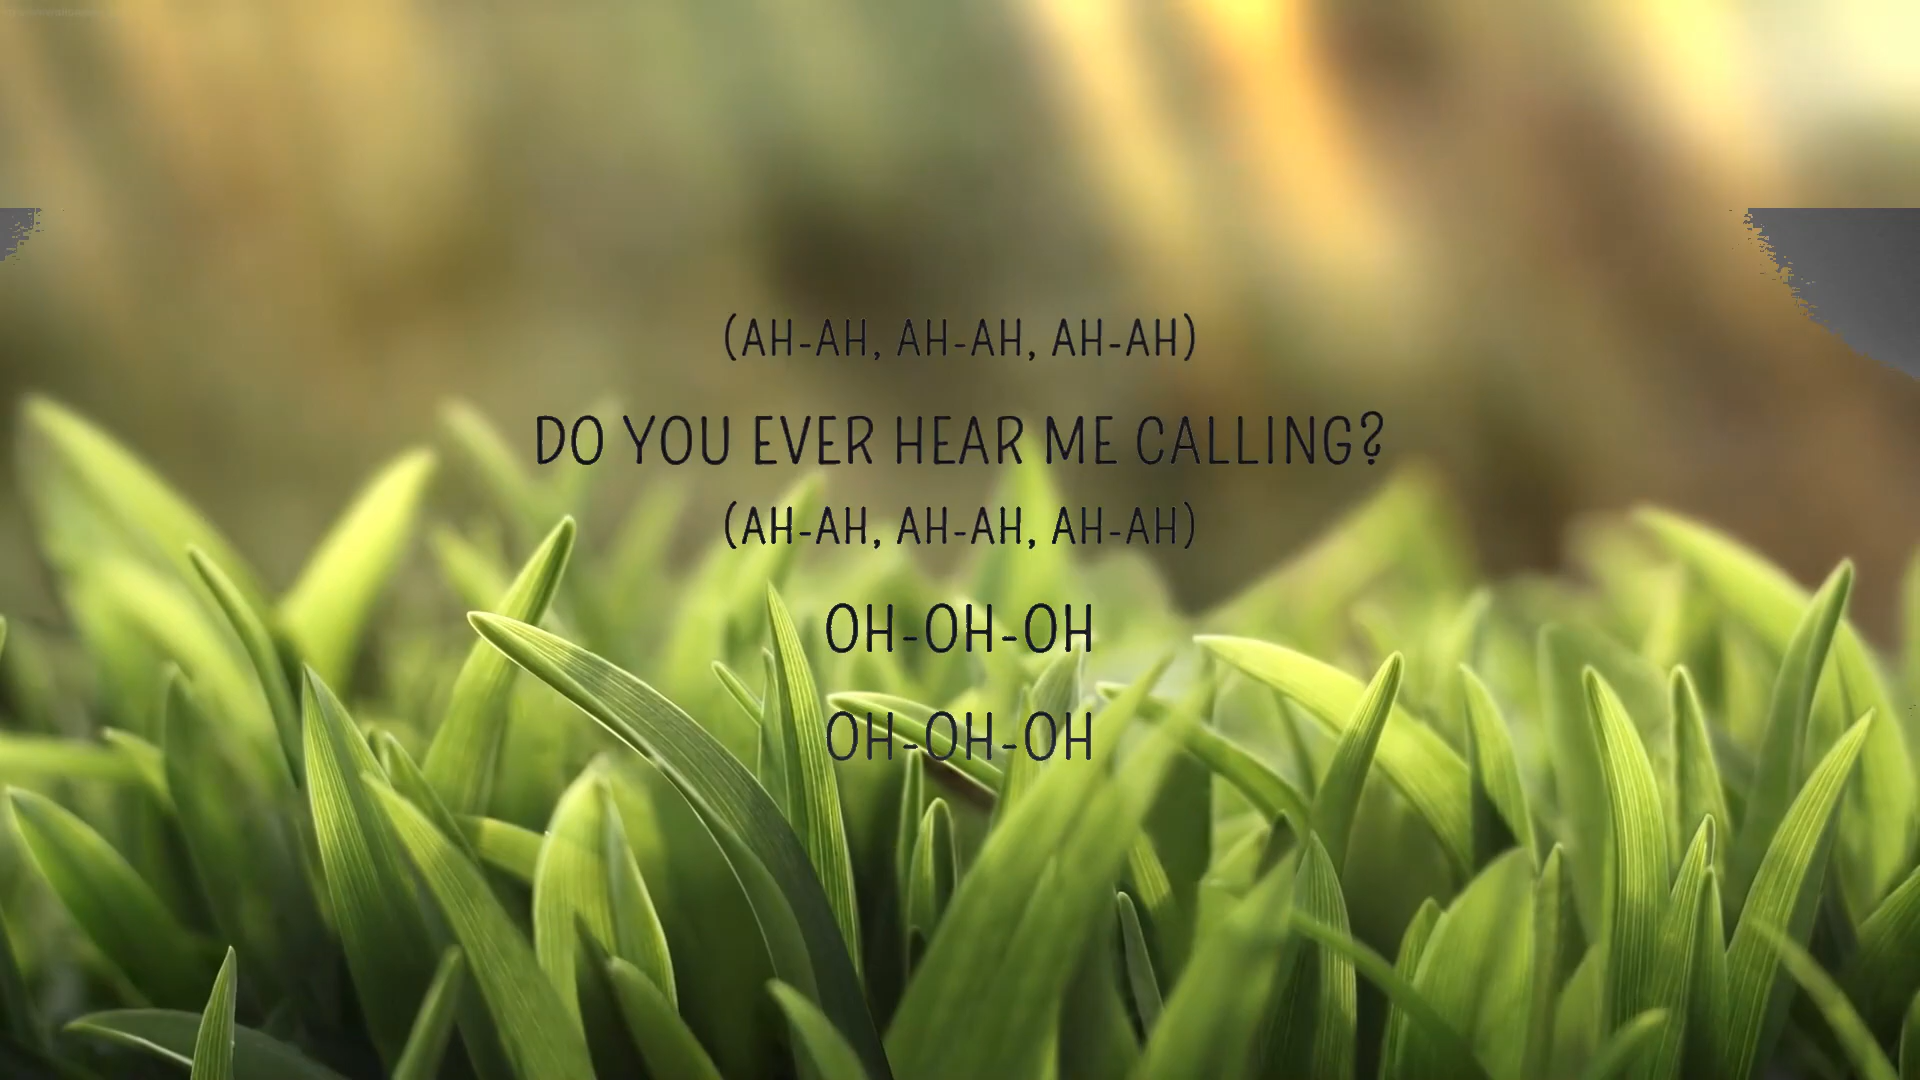 (AH-AH, AH-AH, AH-AH)
DO YOU EVER HEAR ME CALLING?
(AH-AH, AH-AH, AH-AH)
OH-OH-OH
OH-OH-OH